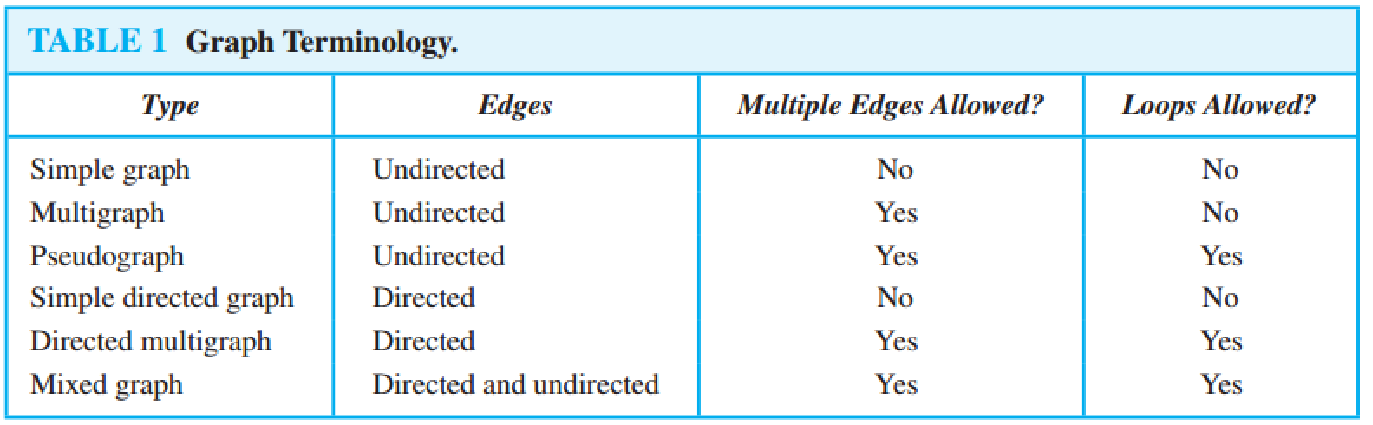 TABLE 1 Graph Terminology.
Type Edges Multiple Edges Allowed? Loops Allowed?
Simple graph Undirected No No
Multigraph Undirected Yes No
Pseudograph Undirected Yes Yes
Simple directed graph Directed No No
Directed multigraph Directed Yes Yes
Mixed graph Directed and undirected Yes Yes